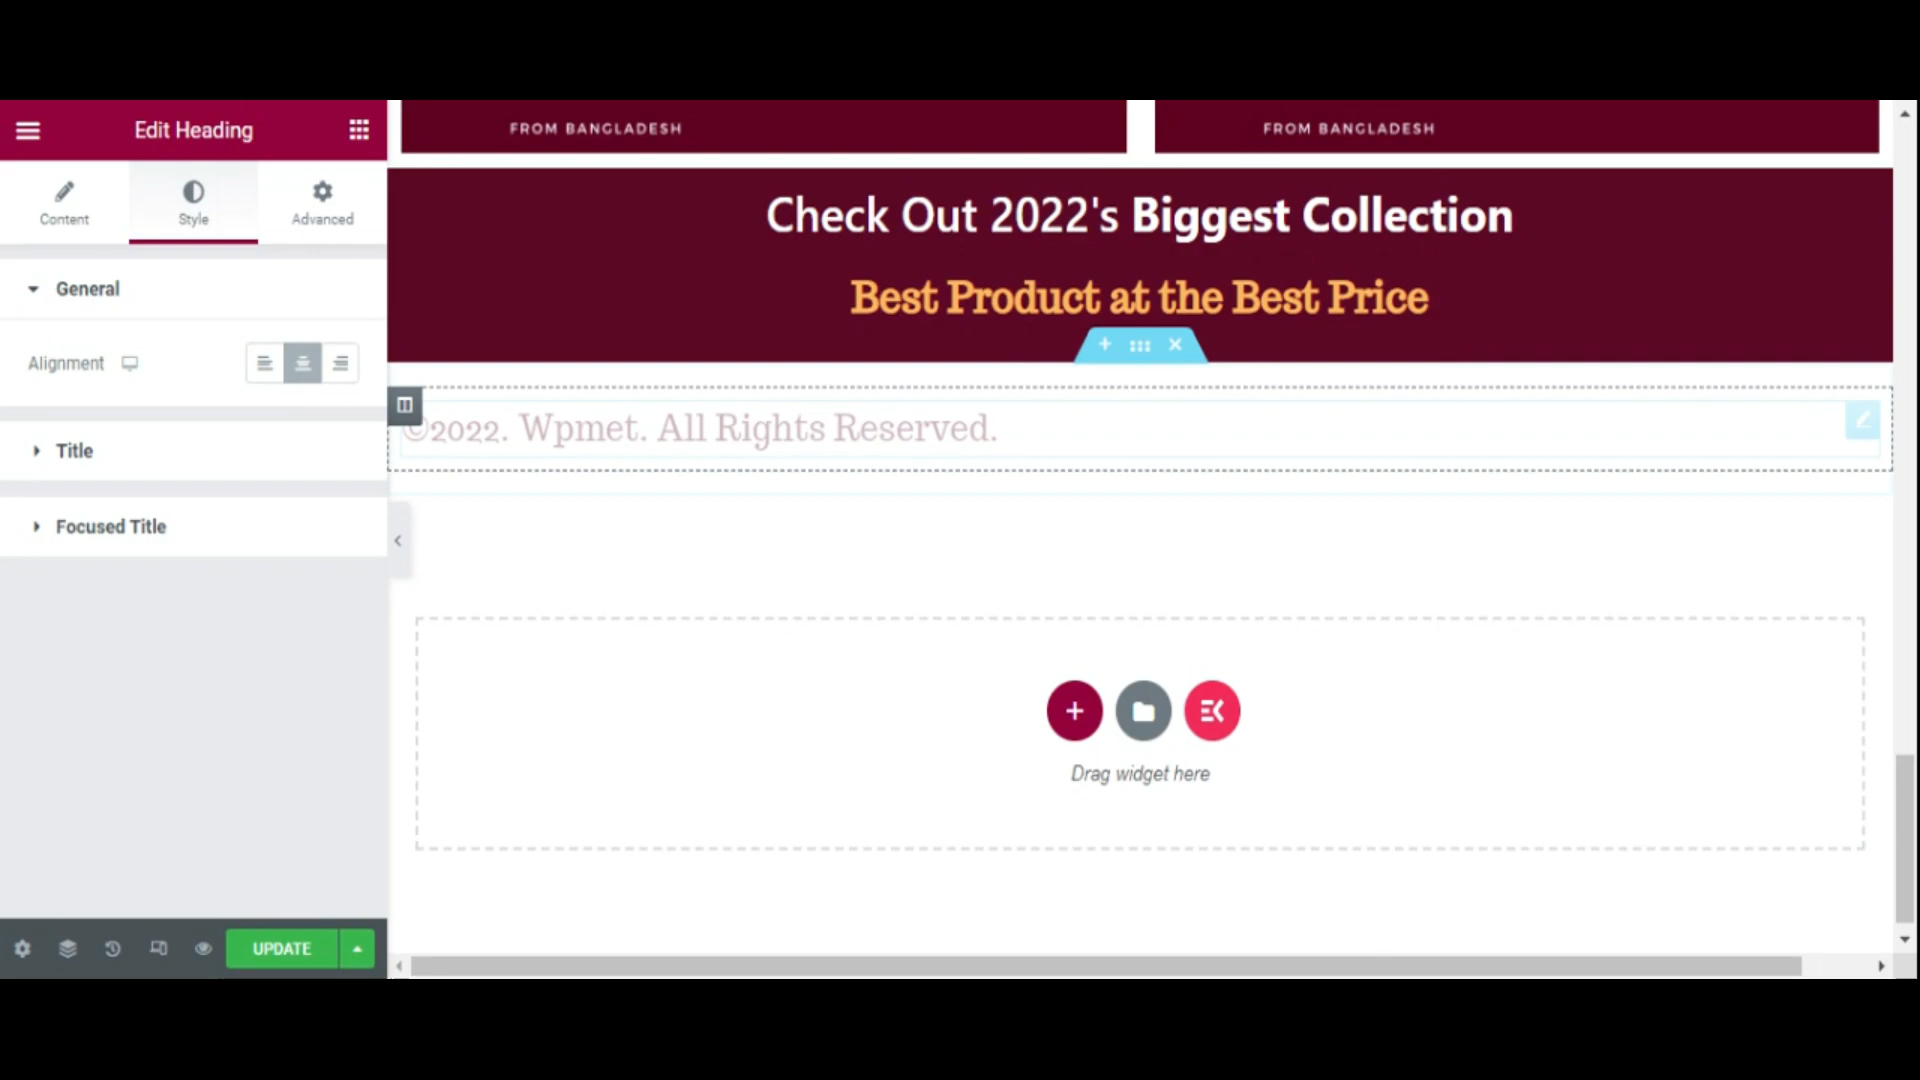 Edit Heading
Content
Style
Advanced
General
Alignment
Title
Focused Title
UPDATE
FROM BANGLADESH
FROM BANGLADESH
Check Out 2022's Biggest Collection
Best Product at the Best Price
©2022. Wpmet. All Rights Reserved.
Drag widget here